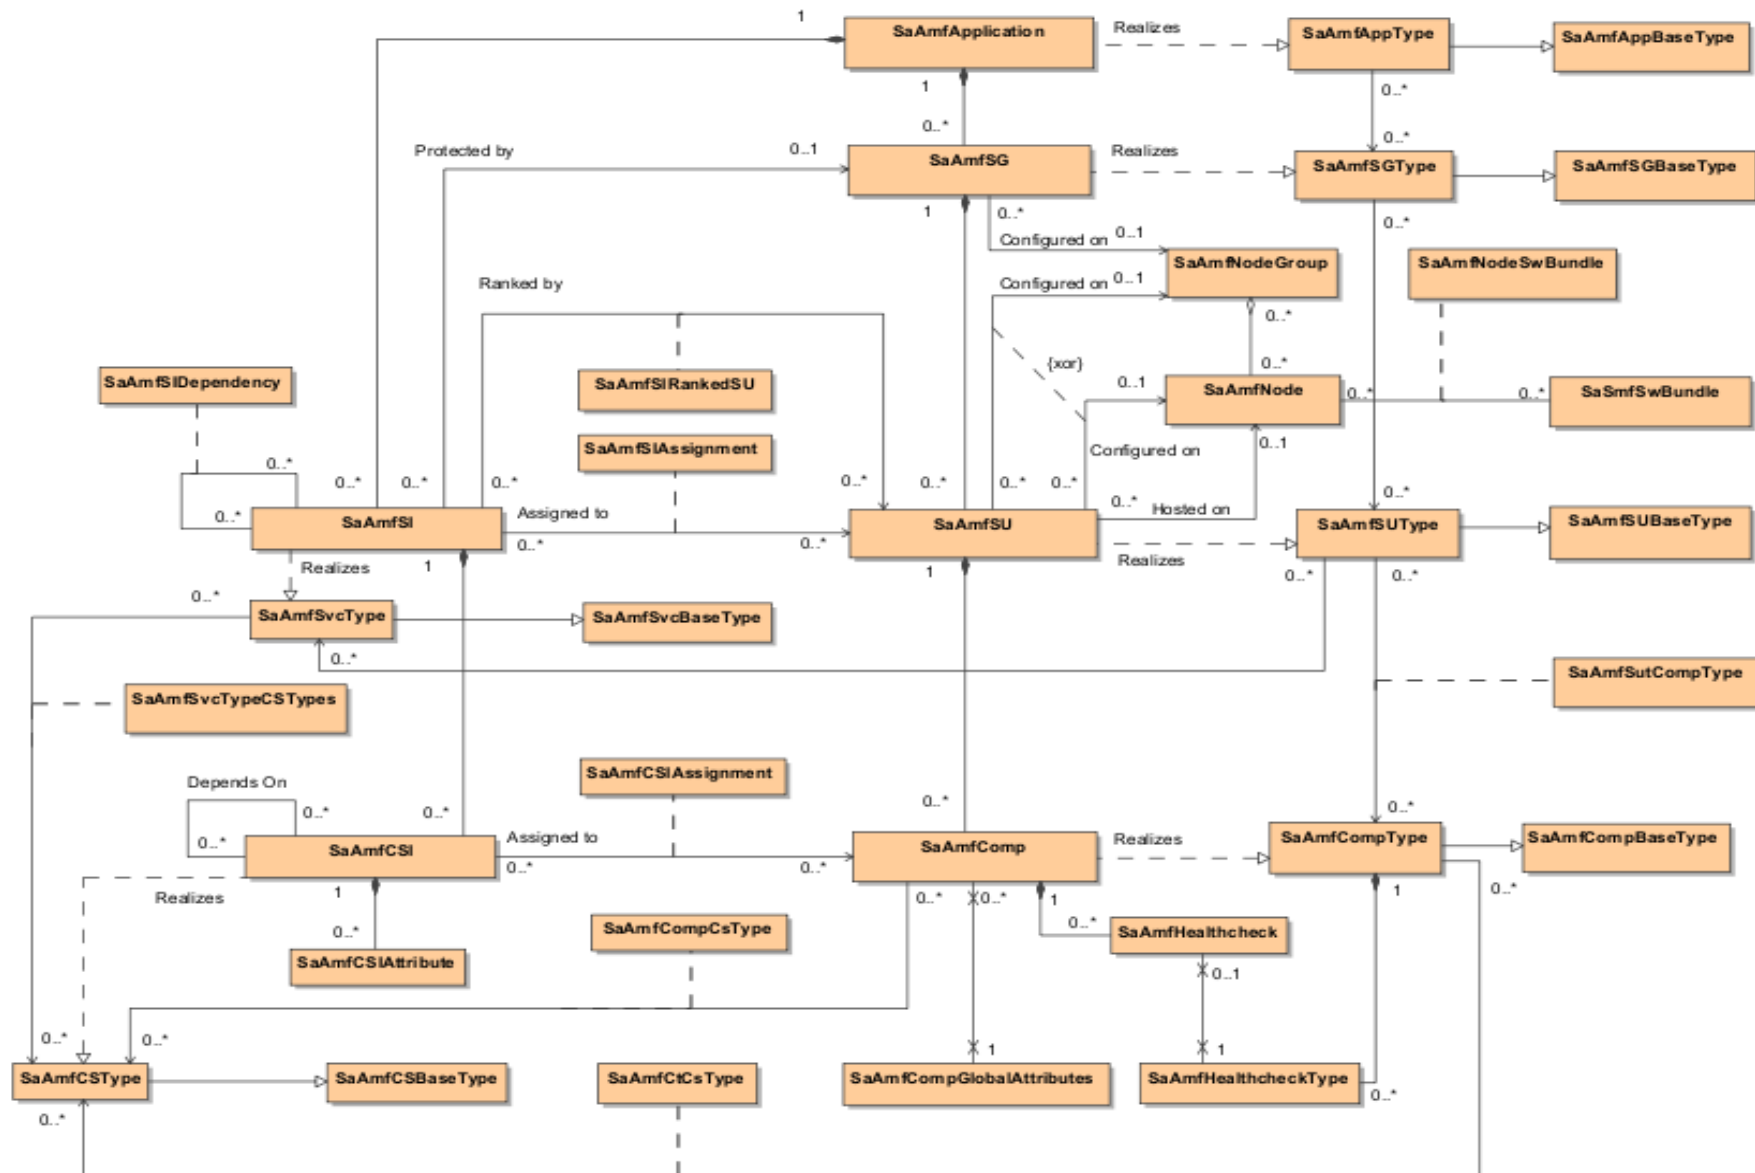 1
SaAmfApplication
Realizes
SaAmfAppType
SaAmfAppBaseType
1
0..*
0..*
0..*
Protected by
0..1
SaAmfSG
Realizes
SaAmfSGType
SaAmfSGBaseType
1
0..*
0..*
Configured on
0..1
SaAmfNodeGroup
SaAmfNodeSwBundle
Ranked by
Configured on
0..1
0..*
{xor}
0..*
SaAmfSIDependency
SaAmfSIRankedSU
0..1
SaAmfNode
0..*
0..*
SaSmfSwBundle
SaAmfSIAssignment
Configured on
0..1
0..*
0..*
0..*
0..*
0..*
0..*
0..*
0..*
0..*
0..*
0..*
SaAmfSI
Assigned to
0..*
0..*
SaAmfSU
Hosted on
SaAmfSUType
SaAmfSUBaseType
Realizes
1
1
Realizes
0..*
0..*
0..*
SaAmfSvcType
SaAmfSvcBaseType
0..*
SaAmfSutCompType
SaAmfSvcTypeCSTypes
SaAmfCSIAssignment
Depends On
0..*
0..*
0..*
0..*
0..*
SaAmfCSI
Assigned to
0..*
0..*
SaAmfComp
Realizes
SaAmfCompType
SaAmfCompBaseType
Realizes
1
0..*
0..*
1
1
0..*
0..*
SaAmfCompCsType
0..*
SaAmfHealthcheck
SaAmfCSIAttribute
0..1
0..*
0..*
1
1
SaAmfCSType
SaAmfCSBaseType
SaAmfCtCsType
SaAmfCompGlobalAttributes
SaAmfHealthcheckType
0..*
0..*